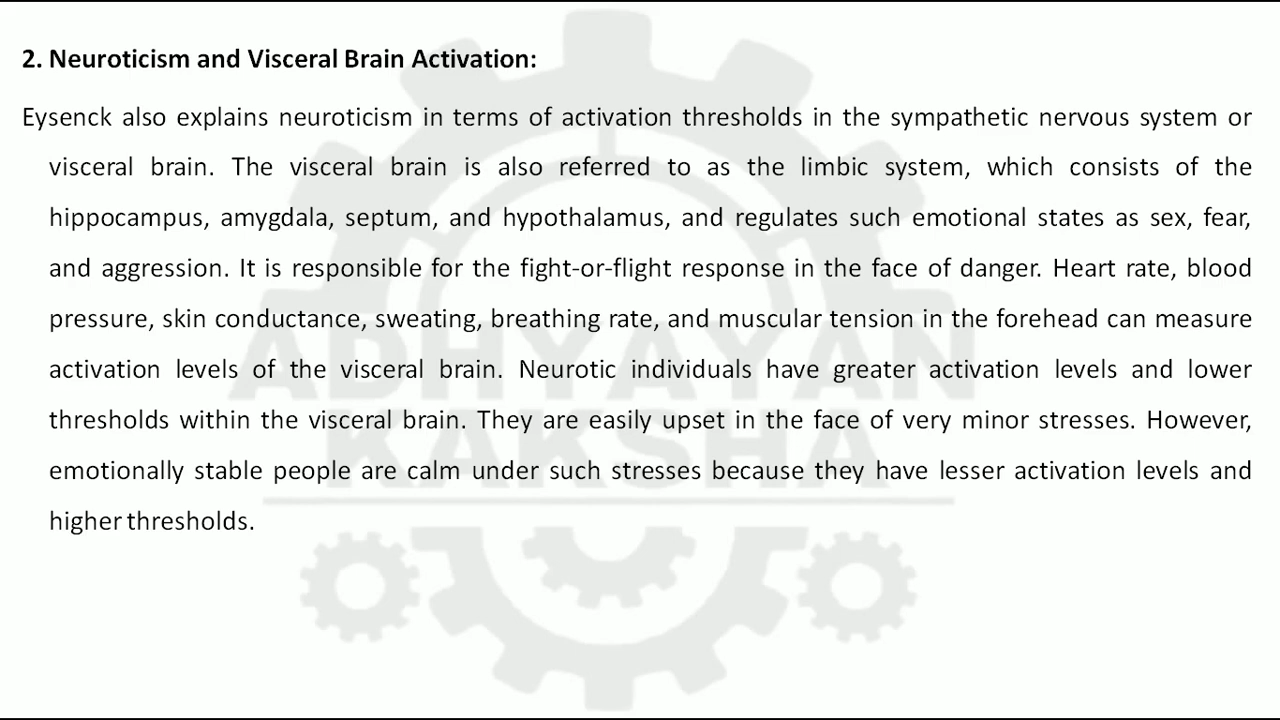 2. Neuroticism and Visceral Brain Activation:
Eysenck also explains neuroticism in terms of activation thresholds in the sympathetic nervous system or
visceral brain. The visceral brain is also referred to as the limbic system, which consists of the
hippocampus, amygdala, septum, and hypothalamus, and regulates such emotional states as sex, fear,
and aggression. It is responsible for the fight-or-flight response in the face of danger. Heart rate, blood
pressure, skin conductance, sweating, breathing rate, and muscular tension in the forehead can measure
activation levels of the visceral brain. Neurotic individuals have greater activation levels and lower
thresholds within the visceral brain. They are easily upset in the face of very minor stresses. However,
emotionally stable people are calm under such stresses because they have lesser activation levels and
higher thresholds.
ADHYAYAN
KAKSHA